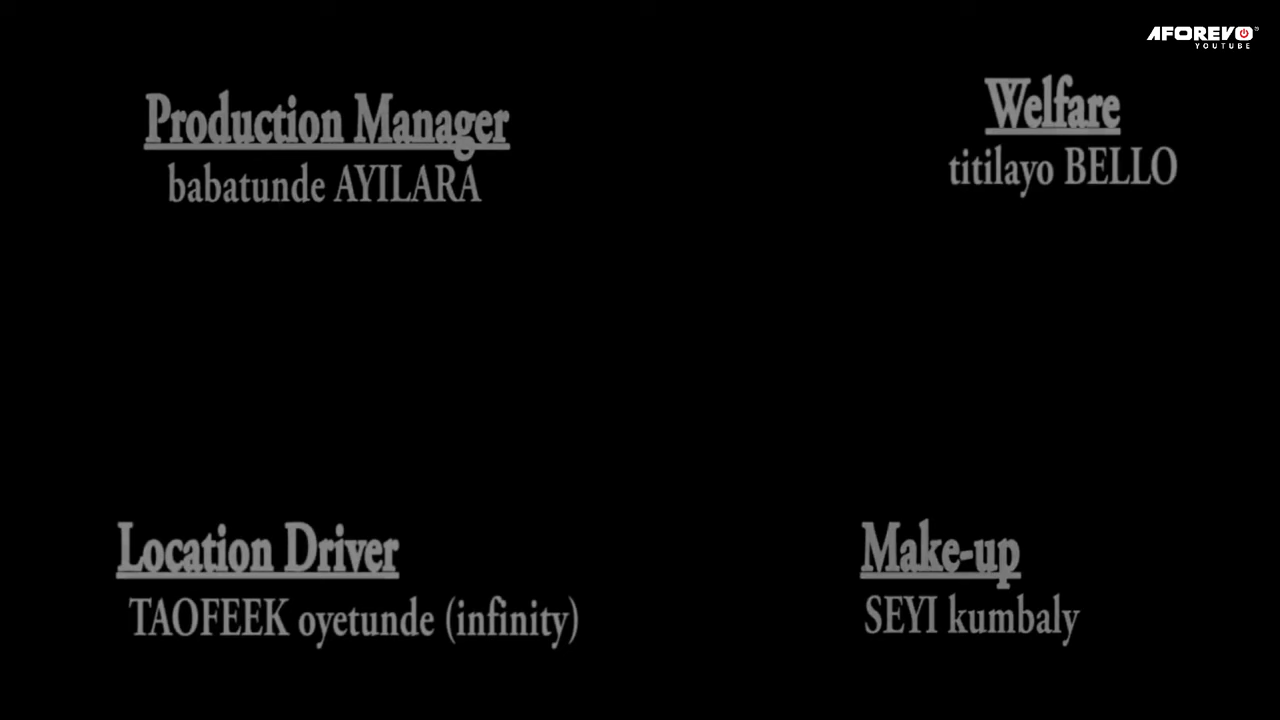 AFOREVO
YOUTUBE
Production Manager
babatunde AYILARA
Welfare
titilayo BELLO
Location Driver
TAOFEEK oyetunde (infinity)
Make-up
SEYI kumbaly